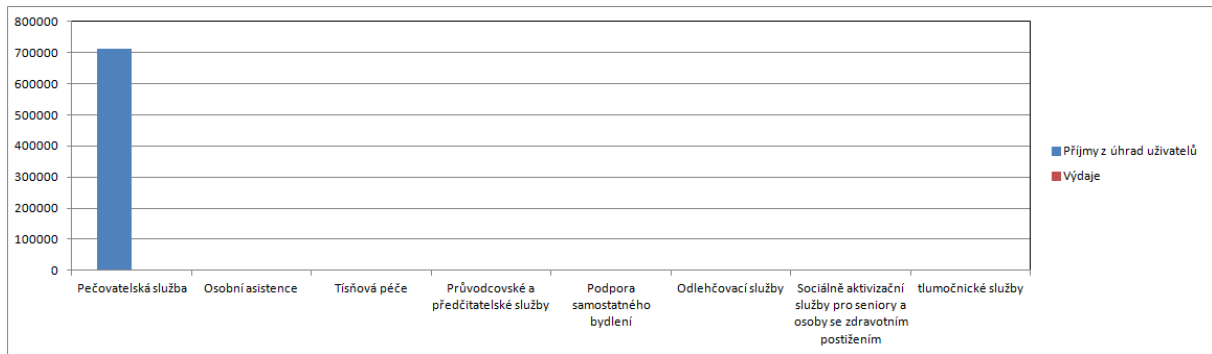 800000
700000
600000
500000
400000
300000
200000
100000
0
Pečovatelská služba
Osobní asistence
Tísňová péče
Průvodcovské a
předčitatelské služby
Podpora
samostatného
bydlení
Odlehčovací služby
Sociálně aktivizační
služby pro seniory a
osoby se zdravotním
postižením
tlumočnické služby
Příjmy z úhrad uživatelů
Výdaje